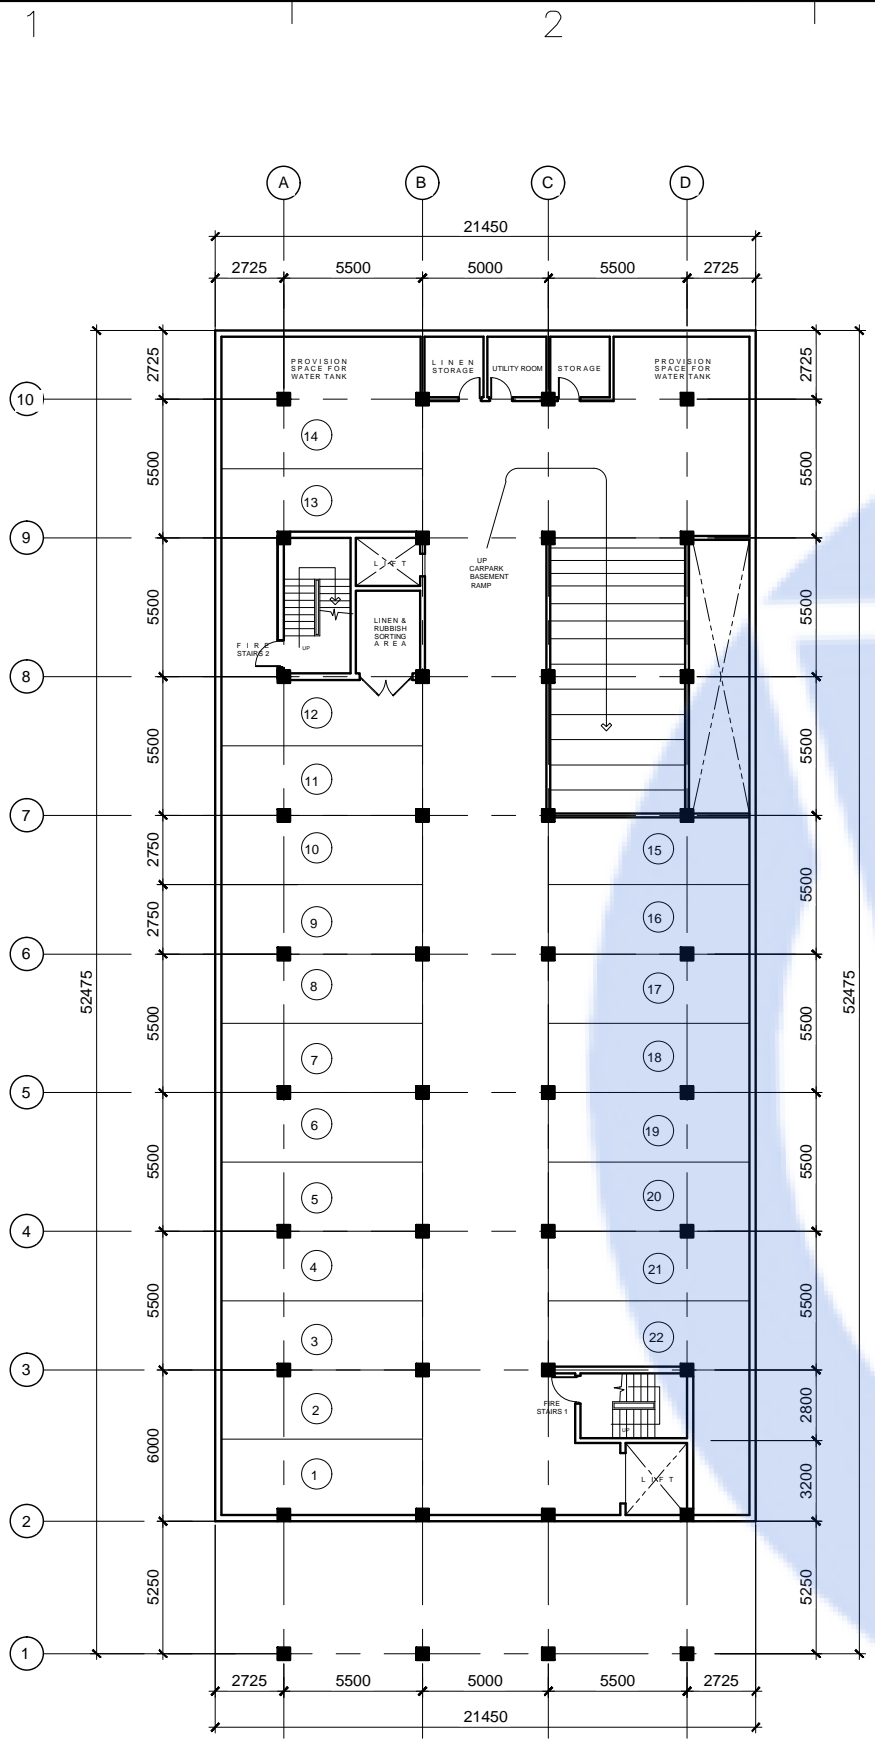 1 2
A B C D
21450
2725 5500 5000 5500 2725
2725 2725
PROVISION
SPACE FOR
WATER TANK
LINEN
STORAGE
UTILITY ROOM
STORAGE
PROVISION
SPACE FOR
WATER TANK
10
14
5500 5500
13
9
UP
CARPARK
BASEMENT
RAMP
LIFT
5500 5500
LINEN &
RUBBISH
SORTING
AREA
FIRE
STAIRS 2
UP
8
12
5500 5500
11
7
2750
10 15
5500
2750
9 16
6
52475 52475
8 17
5500 5500
7 18
5
6 19
5500 5500
5 20
4
4 21
5500 5500
3 22
3
FIRE
STAIRS 1
UP
2
2800
6000
1
LIFT
3200
2
5250 5250
1
2725 5500 5000 5500 2725
21450